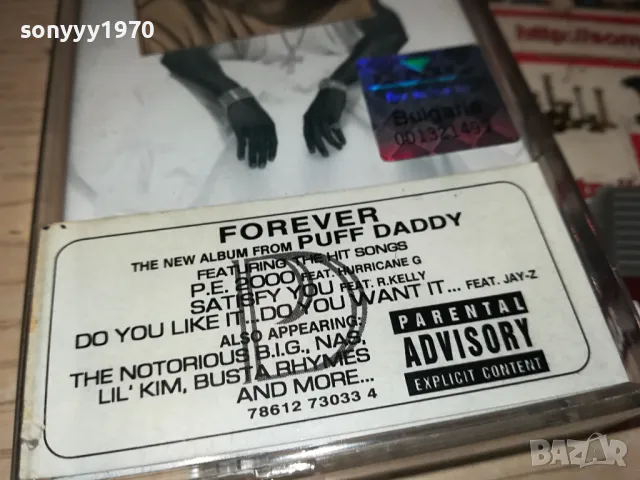 sonyyy1970
http://
Bulgaria
FOREVER
THE NEW ALBUM FROM PUFF DADDY
FEATURING THE HIT SONGS
P.E. 2000 FEAT. HURRICANE G
SATISFY YOU FEAT. R.KELLY
DO YOU LIKE IT...DO YOU WANT IT... FEAT. JAY-Z
ALSO APPEARING:
THE NOTORIOUS B.I.G., NAS,
LIL' KIM, BUSTA RHYMES
AND MORE...
78612 73033 4
PARENTAL
ADVISORY
EXPLICIT CONTENT
BAZAR